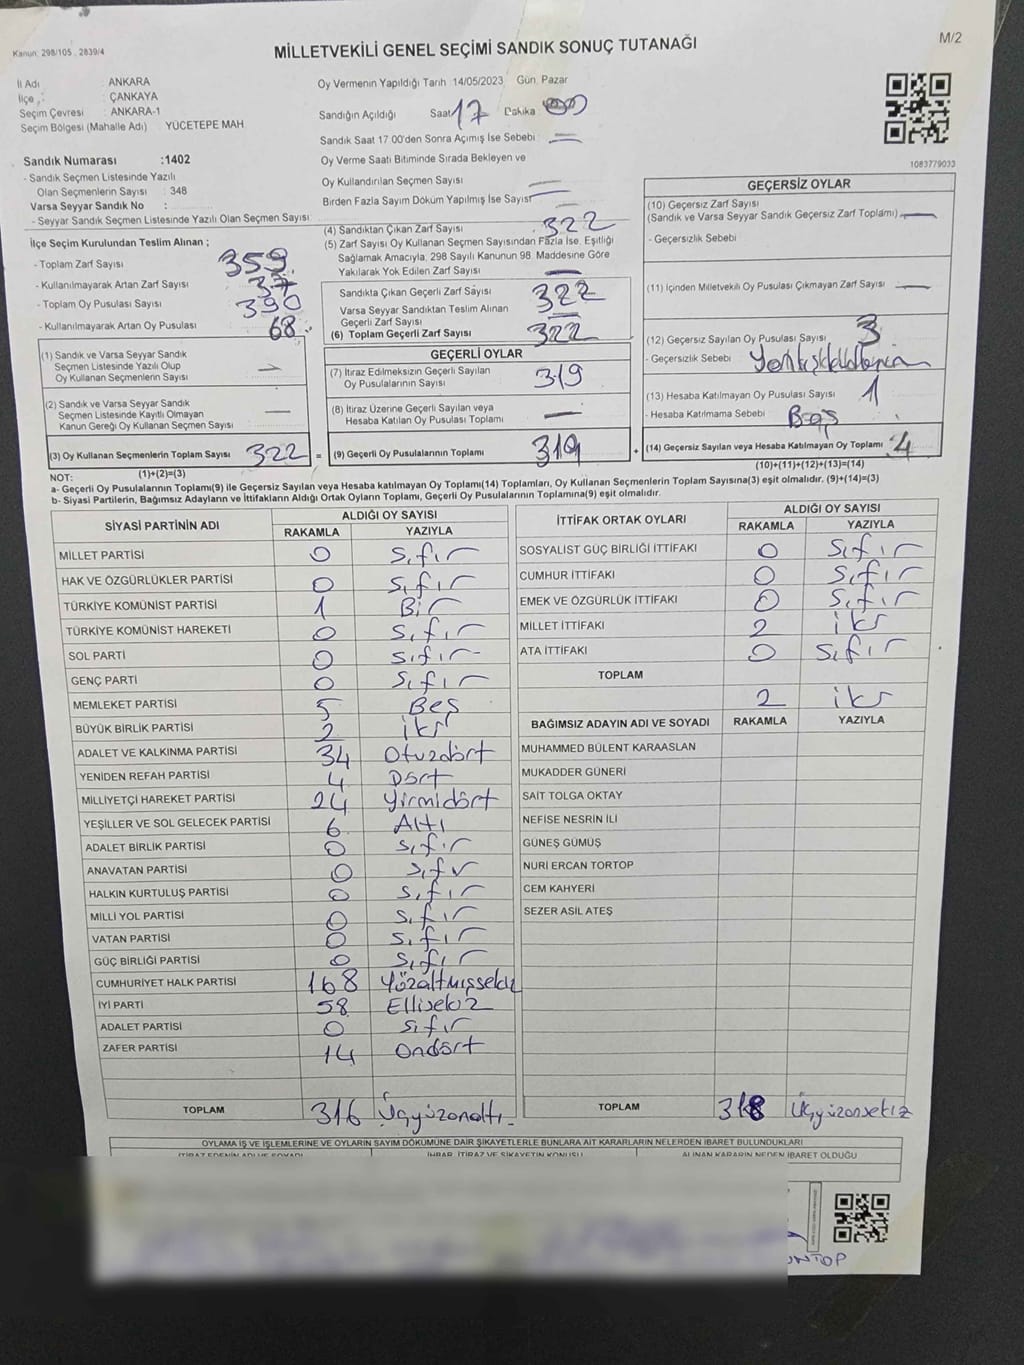 Kanun: 298/105 , 2839/4
MİLLETVEKİLİ GENEL SEÇİMİ SANDIK SONUÇ TUTANAĞI
M/2
İl Adı : ANKARA
İlçe : ÇANKAYA
Seçim Çevresi : ANKARA-1
Seçim Bölgesi (Mahalle Adı) : YÜCETEPE MAH
Sandık Numarası :1402
- Sandık Seçmen Listesinde Yazılı
Olan Seçmenlerin Sayısı : 348
Varsa Seyyar Sandık No :
- Seyyar Sandık Seçmen Listesinde Yazılı Olan Seçmen Sayısı:
Oy Vermenin Yapıldığı Tarih 14/05/2023 Gün: Pazar
Sandığın Açıldığı Saat 17 Dakika 00
Sandık Saat 17.00'den Sonra Açımış İse Sebebi : —
Oy Verme Saati Bitiminde Sırada Bekleyen ve
Oy Kullandırılan Seçmen Sayısı —
Birden Fazla Sayım Döküm Yapılmış İse Sayısı —
1083779033
İlçe Seçim Kurulundan Teslim Alınan ;
- Toplam Zarf Sayısı 359
- Kullanılmayarak Artan Zarf Sayısı 37
- Toplam Oy Pusulası Sayısı 390
- Kullanılmayarak Artan Oy Pusulası 68
(4) Sandıktan Çıkan Zarf Sayısı 322
(5) Zarf Sayısı Oy Kullanan Seçmen Sayısından Fazla İse, Eşitliği
Sağlamak Amacıyla, 298 Sayılı Kanunun 98. Maddesine Göre
Yakılarak Yok Edilen Zarf Sayısı —
Sandıkta Çıkan Geçerli Zarf Sayısı 322
Varsa Seyyar Sandıktan Teslim Alınan
Geçerli Zarf Sayısı —
(6) Toplam Geçerli Zarf Sayısı 322
GEÇERSİZ OYLAR
(10) Geçersiz Zarf Sayısı
(Sandık ve Varsa Seyyar Sandık Geçersiz Zarf Toplamı) —
- Geçersizlik Sebebi
(11) İçinden Milletvekili Oy Pusulası Çıkmayan Zarf Sayısı —
(12) Geçersiz Sayılan Oy Pusulası Sayısı 3
- Geçersizlik Sebebi :
(13) Hesaba Katılmayan Oy Pusulası Sayısı 1
- Hesaba Katılmama Sebebi Boş
(14) Geçersiz Sayılan veya Hesaba Katılmayan Oy Toplamı 4
(10)+(11)+(12)+(13)=(14)
(1) Sandık ve Varsa Seyyar Sandık
Seçmen Listesinde Yazılı Olup
Oy Kullanan Seçmenlerin Sayısı —
(2) Sandık ve Varsa Seyyar Sandık
Seçmen Listesinde Kayıtlı Olmayan
Kanun Gereği Oy Kullanan Seçmen Sayısı —
(3) Oy Kullanan Seçmenlerin Toplam Sayısı 322 =
(1)+(2)=(3)
GEÇERLİ OYLAR
(7) İtiraz Edilmeksizin Geçerli Sayılan
Oy Pusulalarının Sayısı 319
(8) İtiraz Üzerine Geçerli Sayılan veya
Hesaba Katılan Oy Pusulası Toplamı —
(9) Geçerli Oy Pusulalarının Toplamı 319 +
NOT:
a- Geçerli Oy Pusulalarının Toplamı(9) ile Geçersiz Sayılan veya Hesaba Katılmayan Oy Toplamı(14) Toplamları, Oy Kullanan Seçmenlerin Toplam Sayısına(3) eşit olmalıdır. (9)+(14)=(3)
b- Siyasi Partilerin, Bağımsız Adayların ve İttifakların Aldığı Ortak Oyların Toplamı, Geçerli Oy Pusulalarının Toplamına(9) eşit olmalıdır.
SİYASİ PARTİNİN ADI ALDIĞI OY SAYISI
RAKAMLA YAZIYLA
MİLLET PARTİSİ 0 Sıfır
HAK VE ÖZGÜRLÜKLER PARTİSİ 0 Sıfır
TÜRKİYE KOMÜNİST PARTİSİ 1 Bir
TÜRKİYE KOMÜNİST HAREKETİ 0 Sıfır
SOL PARTİ 0 Sıfır
GENÇ PARTİ 0 Sıfır
MEMLEKET PARTİSİ 5 Beş
BÜYÜK BİRLİK PARTİSİ 2 iki
ADALET VE KALKINMA PARTİSİ 34 Otuzdört
YENİDEN REFAH PARTİSİ 4 Dört
MİLLİYETÇİ HAREKET PARTİSİ 24 Yirmidört
YEŞİLLER VE SOL GELECEK PARTİSİ 6 Altı
ADALET BİRLİK PARTİSİ 0 Sıfır
ANAVATAN PARTİSİ 0 Sıfır
HALKIN KURTULUŞ PARTİSİ 0 Sıfır
MİLLİ YOL PARTİSİ 0 Sıfır
VATAN PARTİSİ 0 Sıfır
GÜÇ BİRLİĞİ PARTİSİ 0 Sıfır
CUMHURİYET HALK PARTİSİ 168 Yüzaltmışsekiz
İYİ PARTİ 58 Ellisekiz
ADALET PARTİSİ 0 Sıfır
ZAFER PARTİSİ 14 Ondört
TOPLAM 316 Üçyüzonaltı
İTTİFAK ORTAK OYLARI ALDIĞI OY SAYISI
RAKAMLA YAZIYLA
SOSYALİST GÜÇ BİRLİĞİ İTTİFAKI 0 Sıfır
CUMHUR İTTİFAKI 0 Sıfır
EMEK VE ÖZGÜRLÜK İTTİFAKI 0 Sıfır
MİLLET İTTİFAKI 2 iki
ATA İTTİFAKI 0 Sıfır
TOPLAM 2 iki
BAĞIMSIZ ADAYIN ADI VE SOYADI RAKAMLA YAZIYLA
MUHAMMED BÜLENT KARAASLAN
MUKADDER GÜNERİ
SAİT TOLGA OKTAY
NEFİSE NESRİN İLİ
GÜNEŞ GÜMÜŞ
NURİ ERCAN TORTOP
CEM KAHYERİ
SEZER ASİL ATEŞ
TOPLAM 318 Üçyüzonsekiz
OYLAMA İŞ VE İŞLEMLERİNE VE OYLARIN SAYIM DÖKÜMÜNE DAİR ŞİKAYETLERLE BUNLARA AİT KARARLARIN NELERDEN İBARET BULUNDUKLARI
İTİRAZ EDENİN ADI VE SOYADI İHBAR, İTİRAZ VE ŞİKAYETİN KONUSU ALINAN KARARIN NEDEN İBARET OLDUĞU